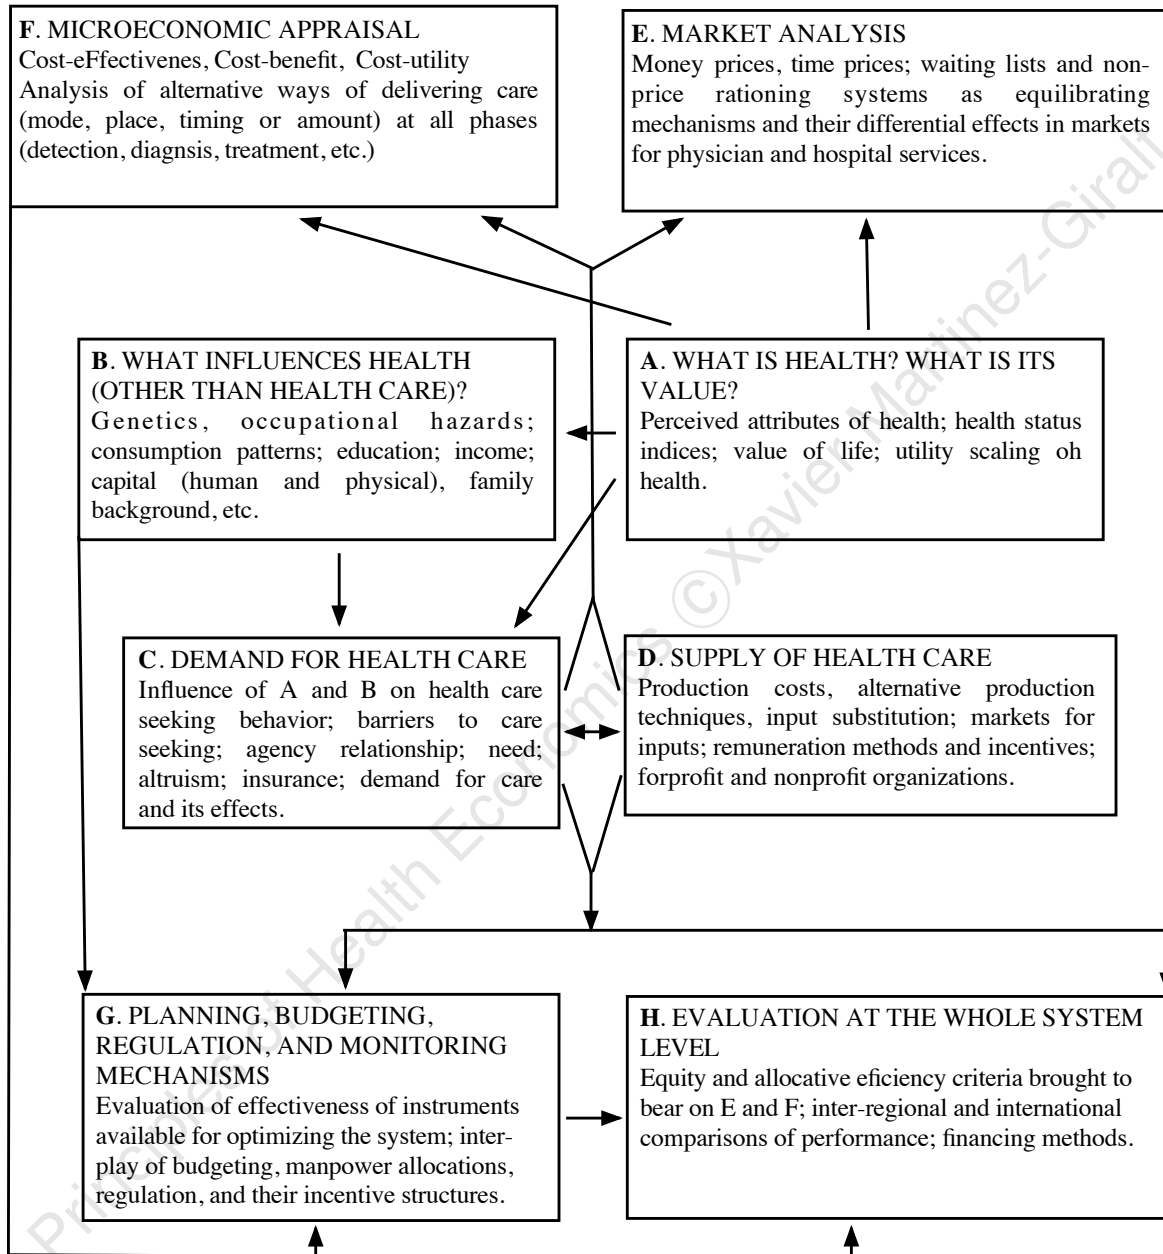 F. MICROECONOMIC APPRAISAL
Cost-eFfectivenes, Cost-benefit, Cost-utility
Analysis of alternative ways of delivering care
(mode, place, timing or amount) at all phases
(detection, diagnsis, treatment, etc.)
E. MARKET ANALYSIS
Money prices, time prices; waiting lists and non-
price rationing systems as equilibrating
mechanisms and their differential effects in markets
for physician and hospital services.
B. WHAT INFLUENCES HEALTH
(OTHER THAN HEALTH CARE)?
Genetics, occupational hazards;
consumption patterns; education; income;
capital (human and physical), family
background, etc.
A. WHAT IS HEALTH? WHAT IS ITS
VALUE?
Perceived attributes of health; health status
indices; value of life; utility scaling oh
health.
C. DEMAND FOR HEALTH CARE
Influence of A and B on health care
seeking behavior; barriers to care
seeking; agency relationship; need;
altruism; insurance; demand for care
and its effects.
D. SUPPLY OF HEALTH CARE
Production costs, alternative production
techniques, input substitution; markets for
inputs; remuneration methods and incentives;
forprofit and nonprofit organizations.
G. PLANNING, BUDGETING,
REGULATION, AND MONITORING
MECHANISMS
Evaluation of effectiveness of instruments
available for optimizing the system; inter-
play of budgeting, manpower allocations,
regulation, and their incentive structures.
H. EVALUATION AT THE WHOLE SYSTEM
LEVEL
Equity and allocative eficiency criteria brought to
bear on E and F; inter-regional and international
comparisons of performance; financing methods.
Principles of Health Economics ©Xavier Martinez-Giralt